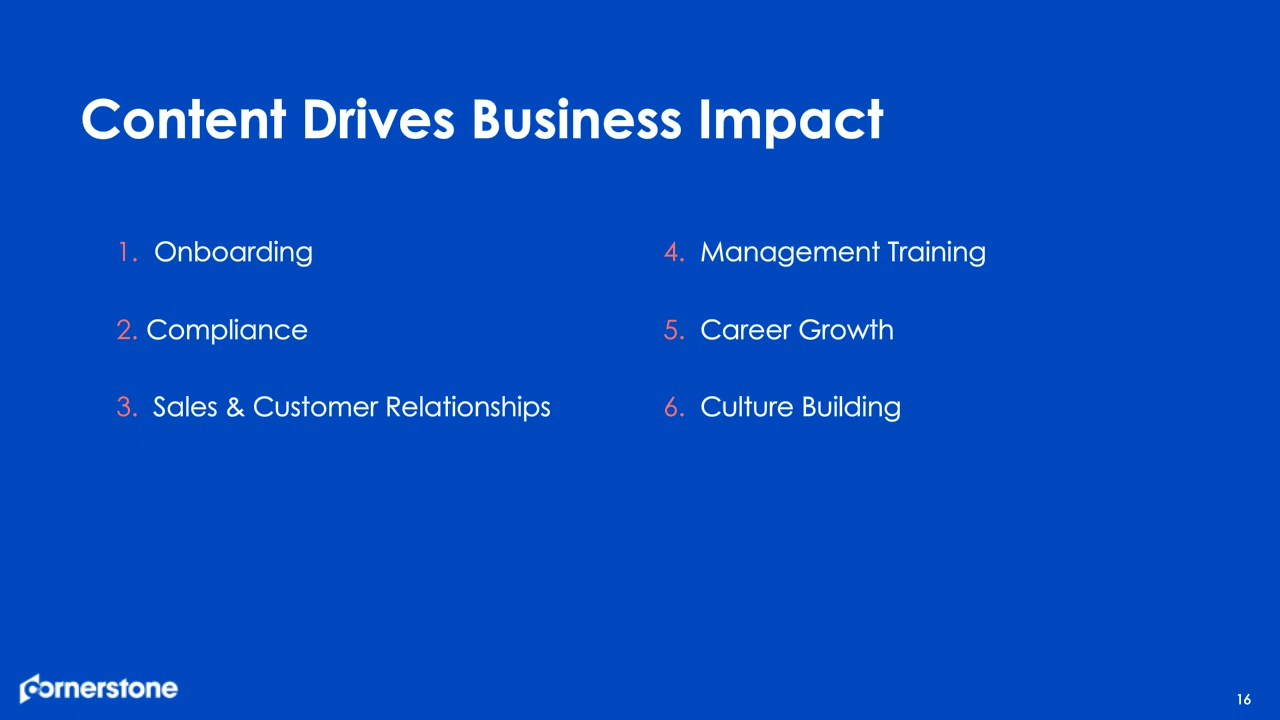 Content Drives Business Impact
1. Onboarding
2. Compliance
3. Sales & Customer Relationships
4. Management Training
5. Career Growth
6. Culture Building
cornerstone
16